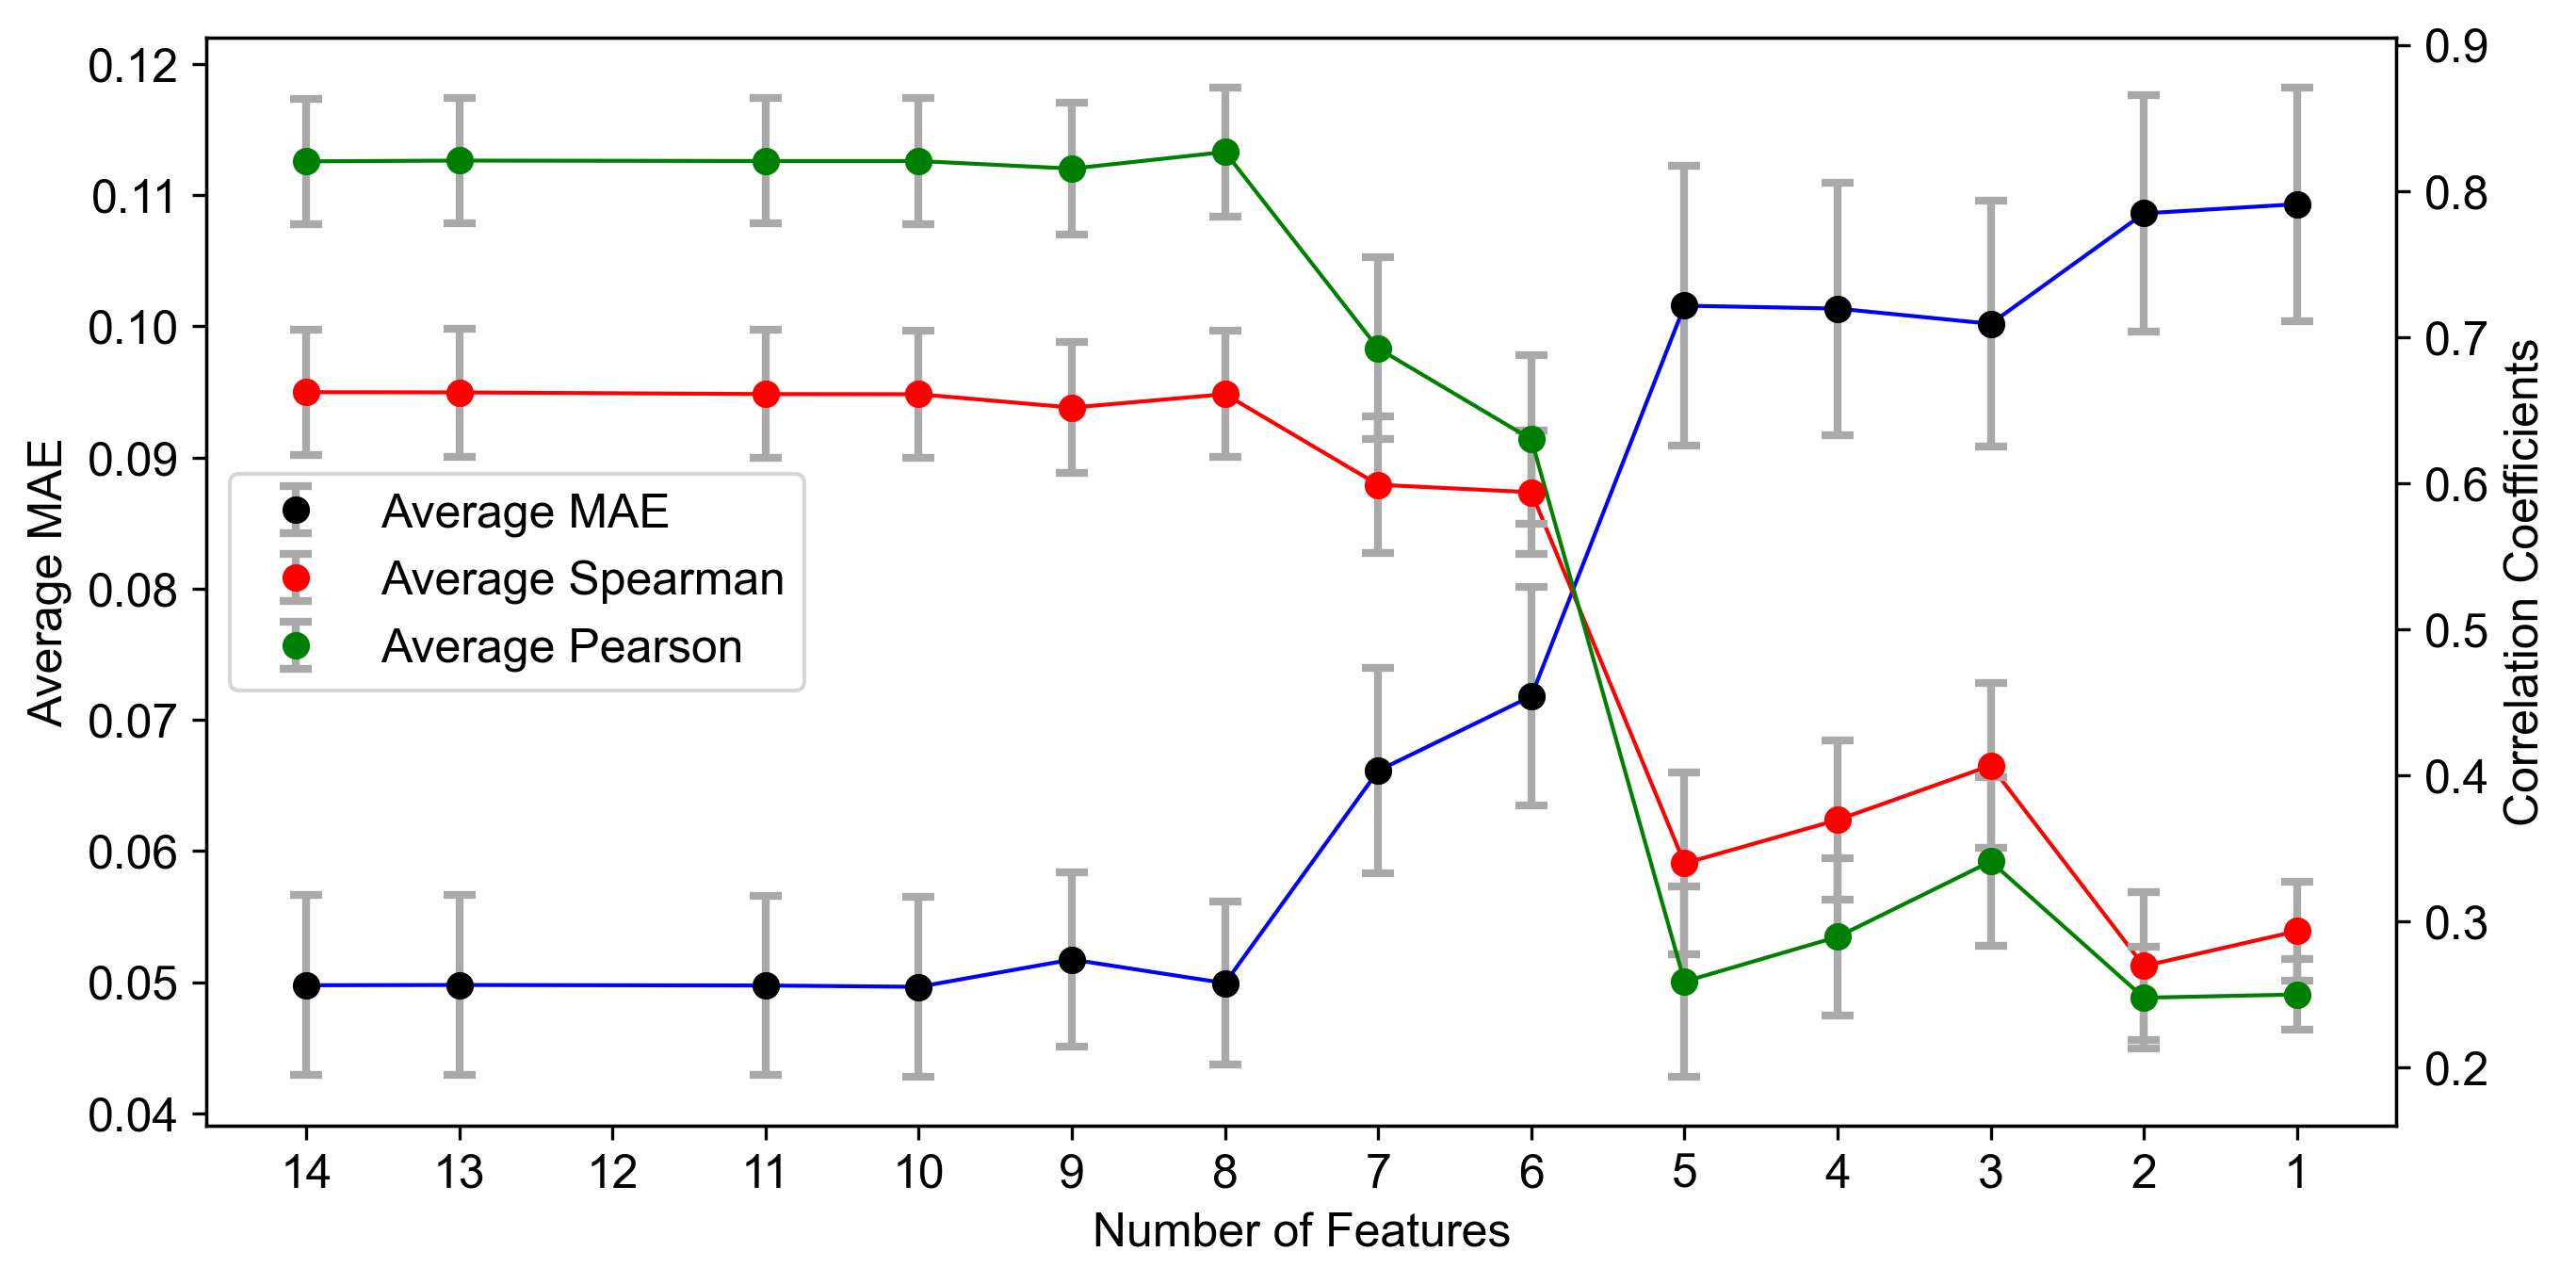 0.12
0.11
0.10
0.09
0.08
0.07
0.06
0.05
0.04
Average MAE
Average MAE
Average Spearman
Average Pearson
0.9
0.8
0.7
0.6
0.5
0.4
0.3
0.2
Correlation Coefficients
14 13 12 11 10 9 8 7 6 5 4 3 2 1
Number of Features